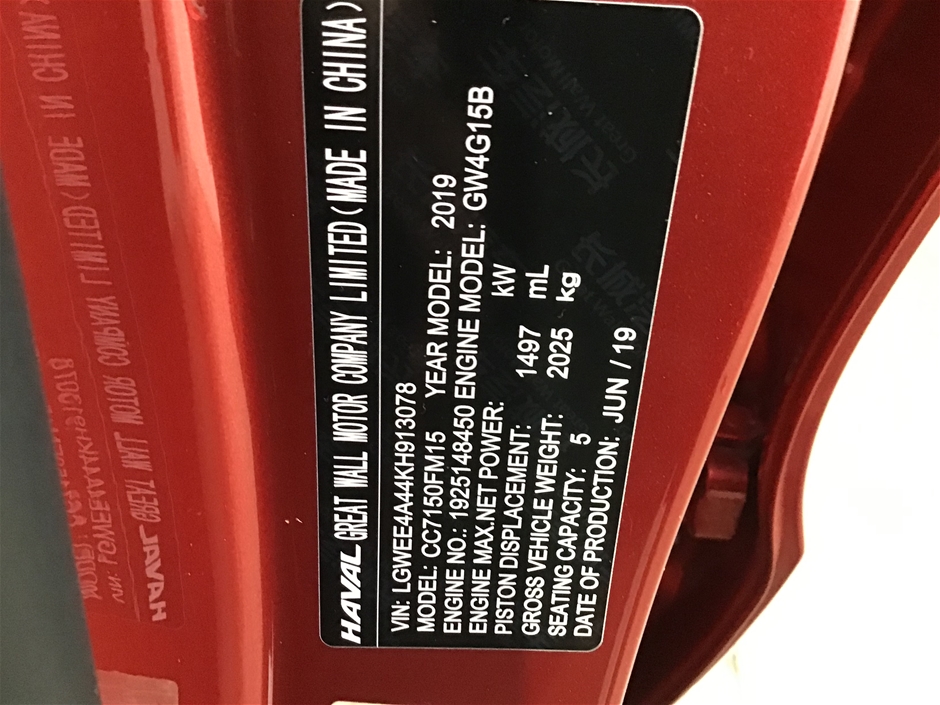 HAVAL GREAT WALL MOTOR COMPANY LIMITED(MADE IN CHINA)
VIN: LGWEE4A44KH913078
MODEL: CC7150FM15 YEAR MODEL: 2019
ENGINE NO.: 1925148450 ENGINE MODEL: GW4G15B
ENGINE MAX.NET POWER: kW
PISTON DISPLACEMENT: 1497 mL
GROSS VEHICLE WEIGHT: 2025 kg
SEATING CAPACITY: 5
DATE OF PRODUCTION: JUN / 19